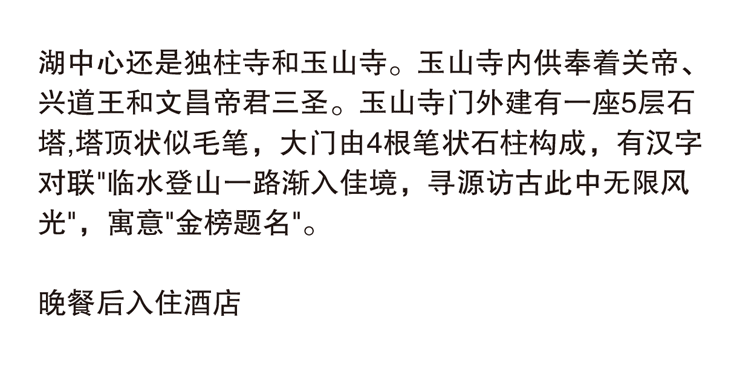 湖中心还是独柱寺和玉山寺。玉山寺内供奉着关帝、
兴道王和文昌帝君三圣。玉山寺门外建有一座5层石
塔,塔顶状似毛笔，大门由4根笔状石柱构成，有汉字
对联"临水登山一路渐入佳境，寻源访古此中无限风
光"，寓意"金榜题名"。
晚餐后入住酒店